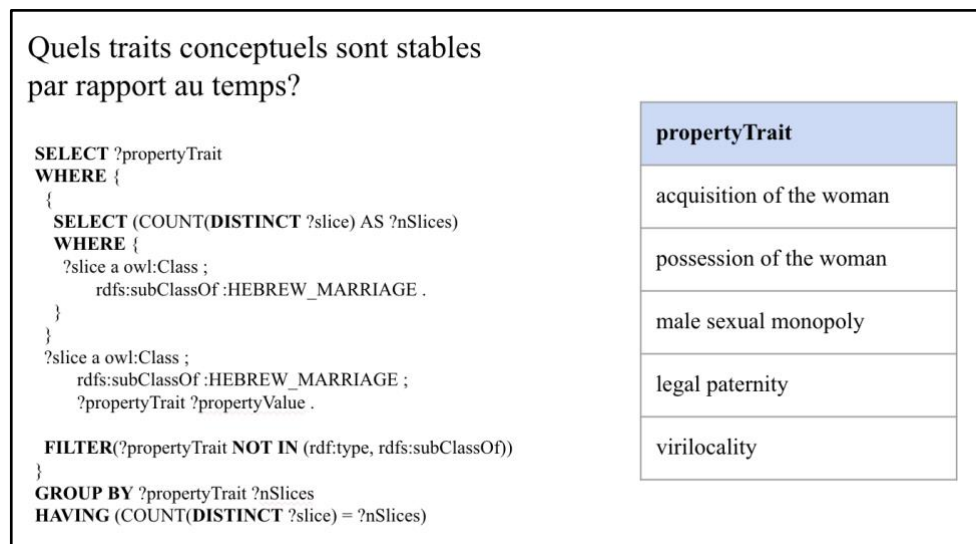 Quels traits conceptuels sont stables
par rapport au temps?
SELECT ?propertyTrait
WHERE {
{
SELECT (COUNT(DISTINCT ?slice) AS ?nSlices)
WHERE {
?slice a owl:Class ;
rdfs:subClassOf :HEBREW_MARRIAGE .
}
}
?slice a owl:Class ;
rdfs:subClassOf :HEBREW_MARRIAGE ;
?propertyTrait ?propertyValue .
FILTER(?propertyTrait NOT IN (rdf:type, rdfs:subClassOf))
}
GROUP BY ?propertyTrait ?nSlices
HAVING (COUNT(DISTINCT ?slice) = ?nSlices)
propertyTrait
acquisition of the woman
possession of the woman
male sexual monopoly
legal paternity
virilocality